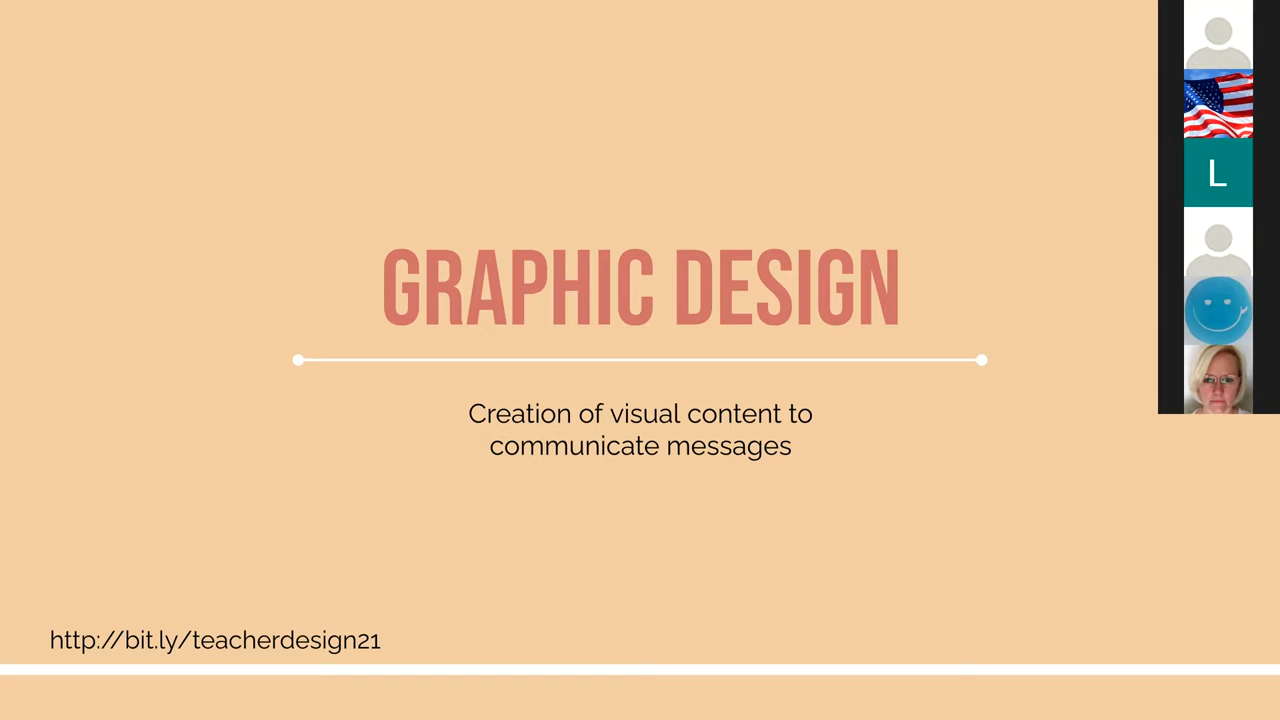 GRAPHIC DESIGN
Creation of visual content to
communicate messages
http://bit.ly/teacherdesign21
L